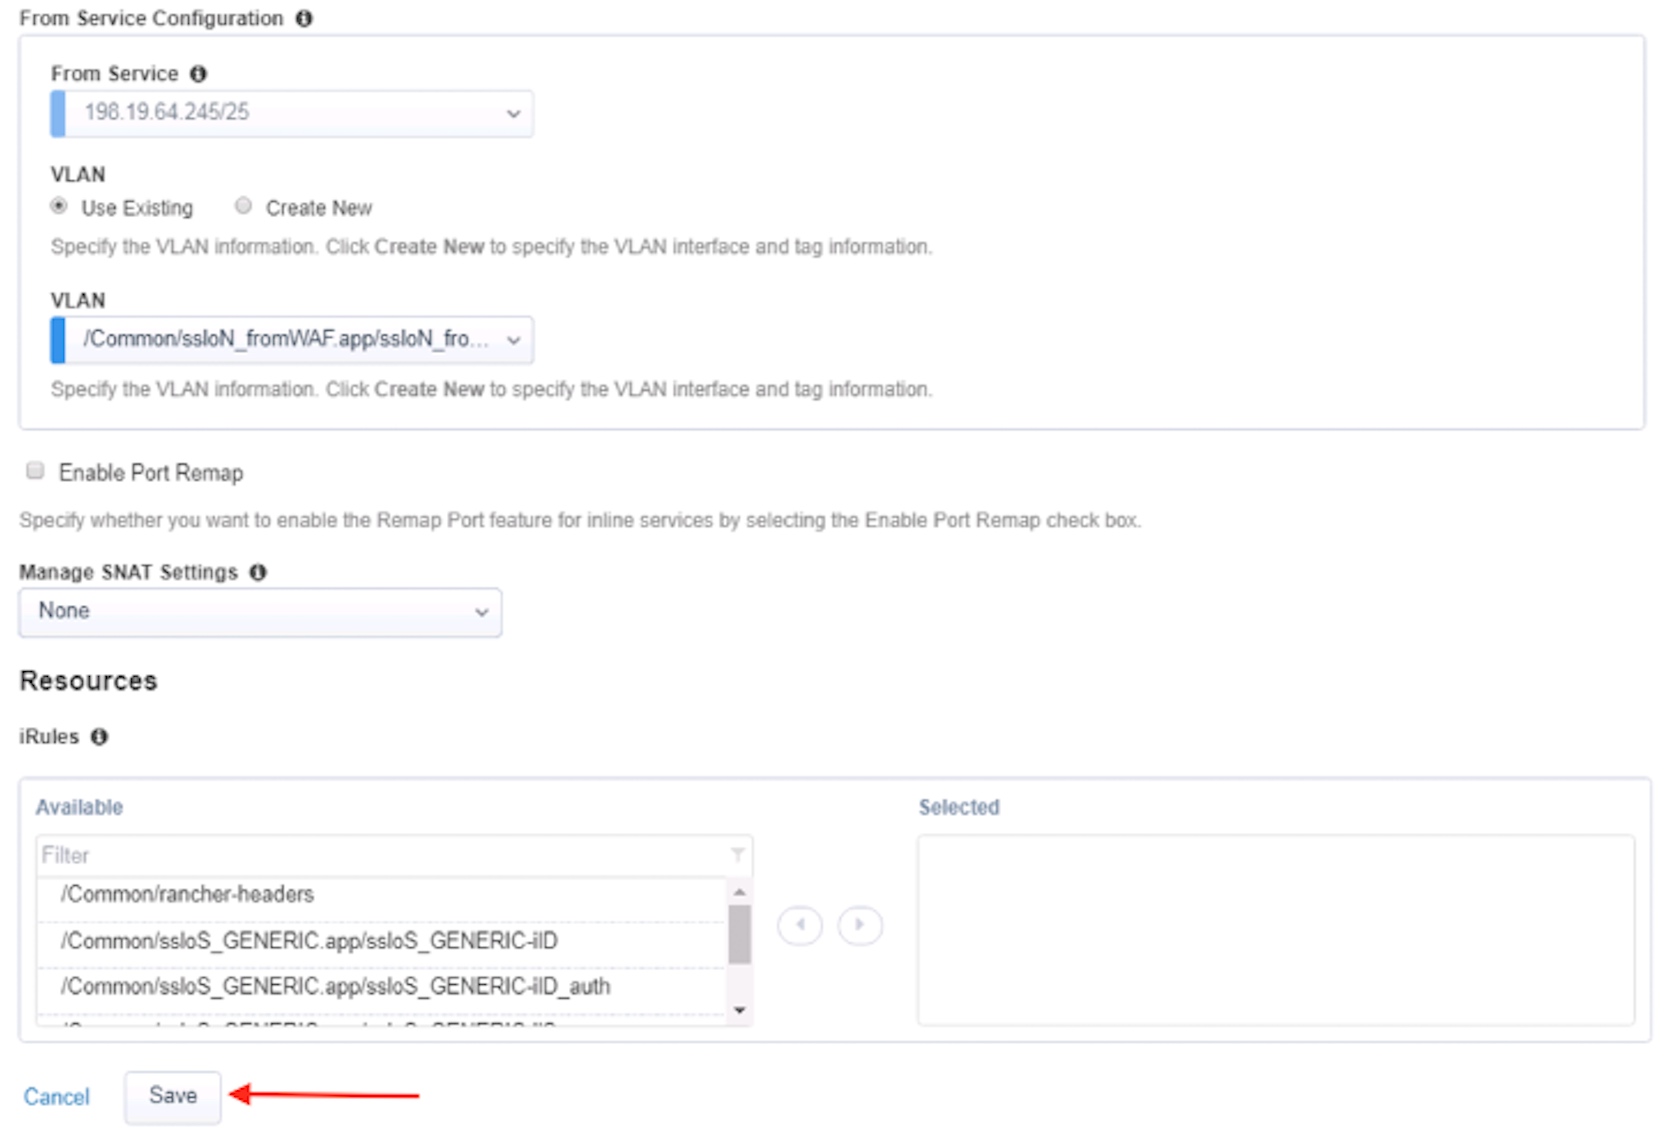 From Service Configuration
From Service
198.19.64.245/25
VLAN
Use Existing Create New
Specify the VLAN information. Click Create New to specify the VLAN interface and tag information.
VLAN
/Common/ssloN_fromWAF.app/ssloN_fro...
Specify the VLAN information. Click Create New to specify the VLAN interface and tag information.
Enable Port Remap
Specify whether you want to enable the Remap Port feature for inline services by selecting the Enable Port Remap check box.
Manage SNAT Settings
None
Resources
iRules
Available
Selected
Filter
/Common/rancher-headers
/Common/ssloS_GENERIC.app/ssloS_GENERIC-ilD
/Common/ssloS_GENERIC.app/ssloS_GENERIC-ilD_auth
Cancel Save